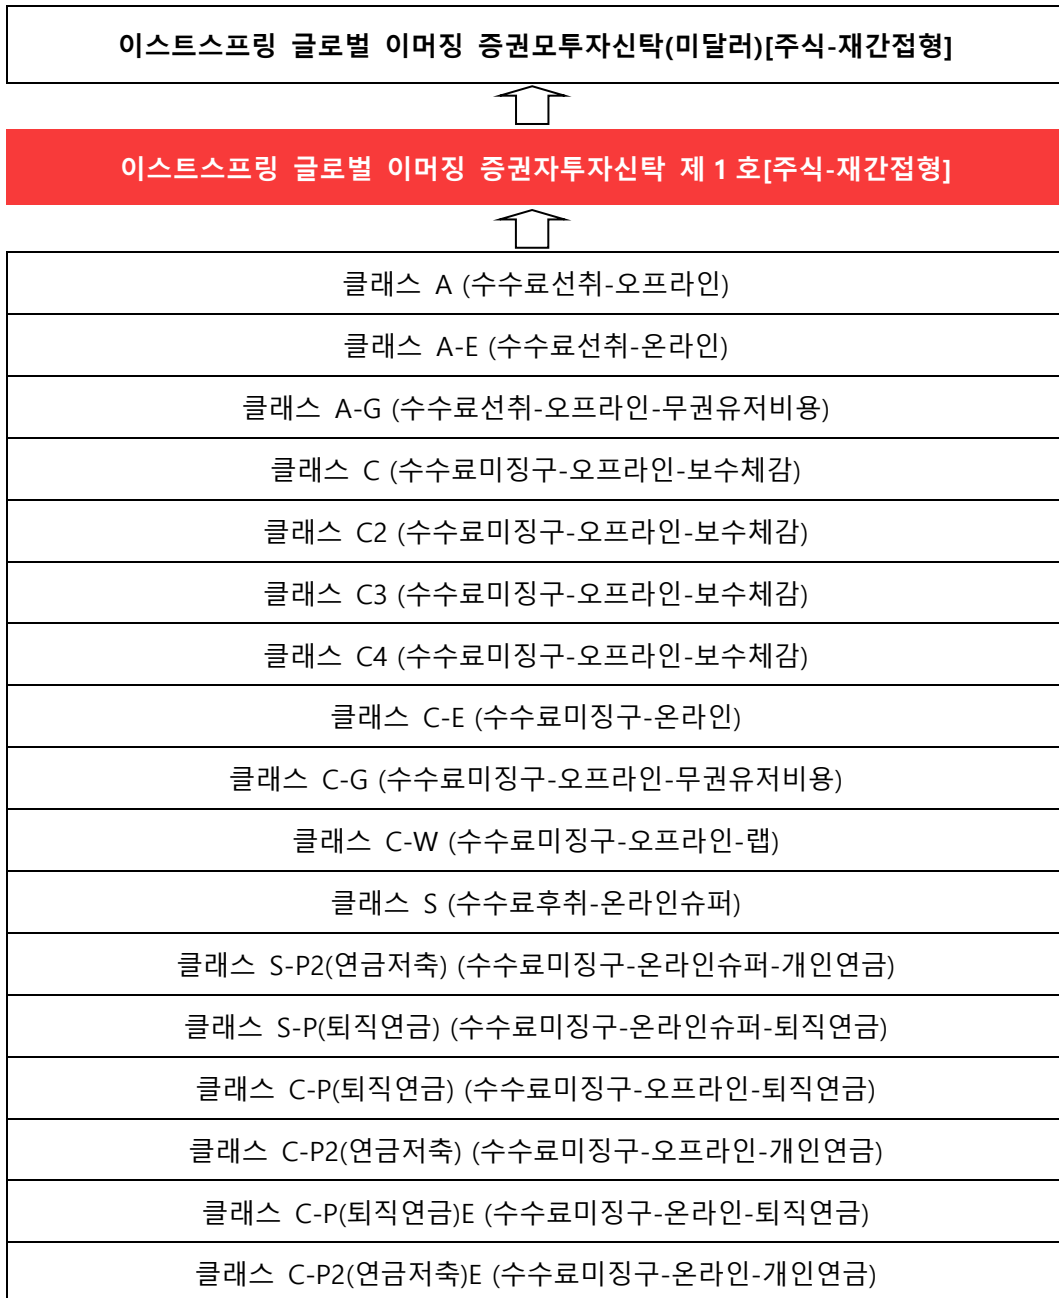 이스트스프링 글로벌 이머징 증권모투자신탁(미달러)[주식-재간접형]
이스트스프링 글로벌 이머징 증권자투자신탁 제 1 호[주식-재간접형]
클래스 A (수수료선취-오프라인)
클래스 A-E (수수료선취-온라인)
클래스 A-G (수수료선취-오프라인-무권유저비용)
클래스 C (수수료미징구-오프라인-보수체감)
클래스 C2 (수수료미징구-오프라인-보수체감)
클래스 C3 (수수료미징구-오프라인-보수체감)
클래스 C4 (수수료미징구-오프라인-보수체감)
클래스 C-E (수수료미징구-온라인)
클래스 C-G (수수료미징구-오프라인-무권유저비용)
클래스 C-W (수수료미징구-오프라인-랩)
클래스 S (수수료후취-온라인슈퍼)
클래스 S-P2(연금저축) (수수료미징구-온라인슈퍼-개인연금)
클래스 S-P(퇴직연금) (수수료미징구-온라인슈퍼-퇴직연금)
클래스 C-P(퇴직연금) (수수료미징구-오프라인-퇴직연금)
클래스 C-P2(연금저축) (수수료미징구-오프라인-개인연금)
클래스 C-P(퇴직연금)E (수수료미징구-온라인-퇴직연금)
클래스 C-P2(연금저축)E (수수료미징구-온라인-개인연금)